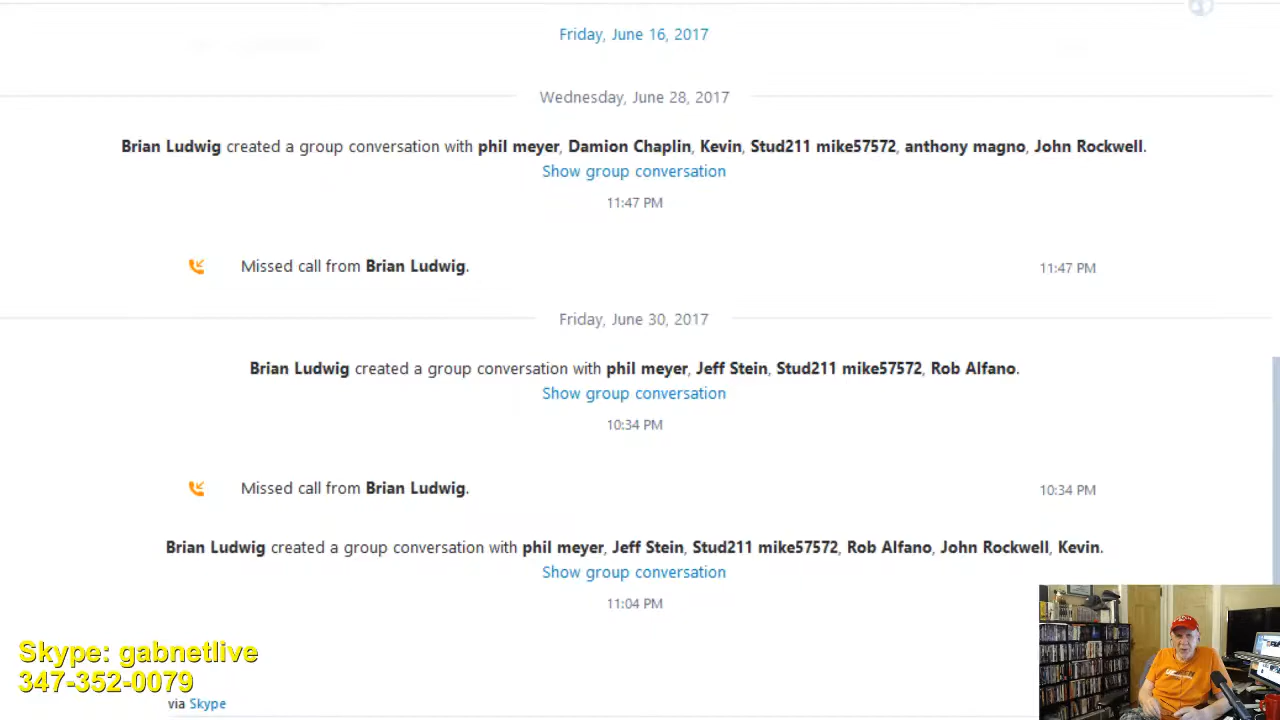 Friday, June 16, 2017
Wednesday, June 28, 2017
Brian Ludwig created a group conversation with phil meyer, Damion Chaplin, Kevin, Stud211 mike57572, anthony magno, John Rockwell.
Show group conversation
11:47 PM
Missed call from Brian Ludwig. 11:47 PM
Friday, June 30, 2017
Brian Ludwig created a group conversation with phil meyer, Jeff Stein, Stud211 mike57572, Rob Alfano.
Show group conversation
10:34 PM
Missed call from Brian Ludwig. 10:34 PM
Brian Ludwig created a group conversation with phil meyer, Jeff Stein, Stud211 mike57572, Rob Alfano, John Rockwell, Kevin.
Show group conversation
11:04 PM
Skype: gabnetlive
347-352-0079
via Skype